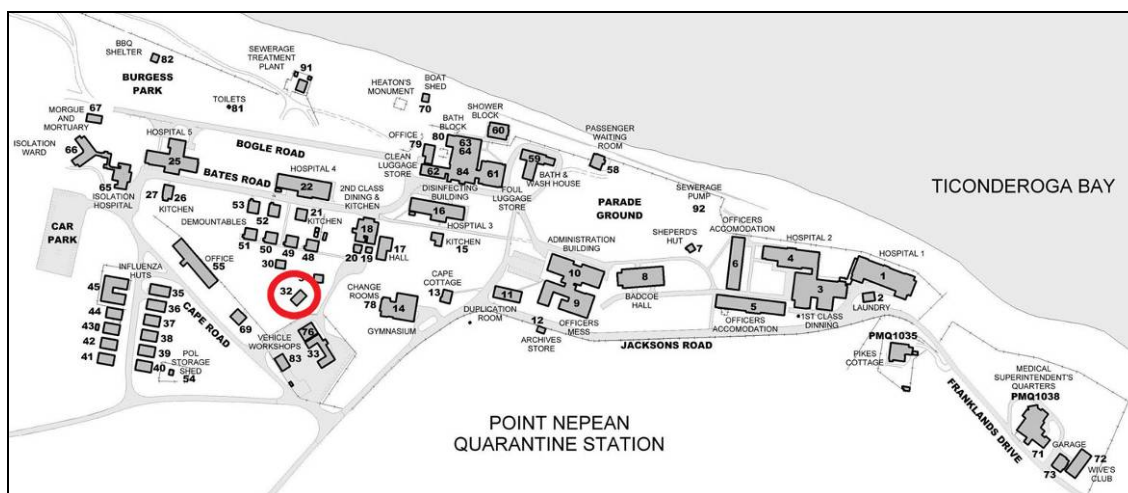 BBQ
SHELTER
82
BURGESS
PARK
SEWERAGE
TREATMENT
PLANT
91
TOILETS
81
HEATON'S
MONUMENT
BOAT
SHED
70
SHOWER
BLOCK
60
BATH
BLOCK
80
63
64
OFFICE
79
CLEAN
LUGGAGE
STORE
62
84
61
FOUL
LUGGAGE
STORE
59
BATH &
WASH HOUSE
PASSENGER
WAITING
ROOM
58
MORGUE
AND
MORTUARY
67
ISOLATION
WARD
66
65
ISOLATION
HOSPITAL
HOSPITAL 5
25
BOGLE ROAD
BATES ROAD
HOSPITAL 4
22
27
26
KITCHEN
53
52
DEMOUNTABLES
51
50
49
48
21
KITCHEN
2ND CLASS
DINING &
KITCHEN
18
20
19
17
HALL
DISINFECTING
BUILDING
16
HOSPTIAL 3
KITCHEN
15
PARADE
GROUND
SEWERAGE
PUMP
92
TICONDEROGA BAY
SHEPERD'S
HUT
7
OFFICERS
ACCOMODATION
6
HOSPITAL 2
4
HOSPITAL 1
1
3
2
LAUNDRY
1ST CLASS
DINNING
5
OFFICERS
ACCOMODATION
ADMINISTRATION
BUILDING
10
9
OFFICERS
MESS
8
BADCOE
HALL
11
DUPLICATION
ROOM
12
ARCHIVES
STORE
CAPE
COTTAGE
13
CHANGE
ROOMS
78
14
GYMNASIUM
CAR
PARK
OFFICE
55
30
32
INFLUENZA
HUTS
45
44
43
42
41
35
36
37
38
39
40
CAPE ROAD
POL
STORAGE
SHED
54
69
VEHICLE
WORKSHOPS
76
33
83
JACKSONS ROAD
PMQ1035
PIKES
COTTAGE
FRANKLANDS DRIVE
MEDICAL
SUPERINTENDENT'S
QUARTERS
PMQ1038
71
GARAGE
73
72
WIVE'S
CLUB
POINT NEPEAN
QUARANTINE STATION